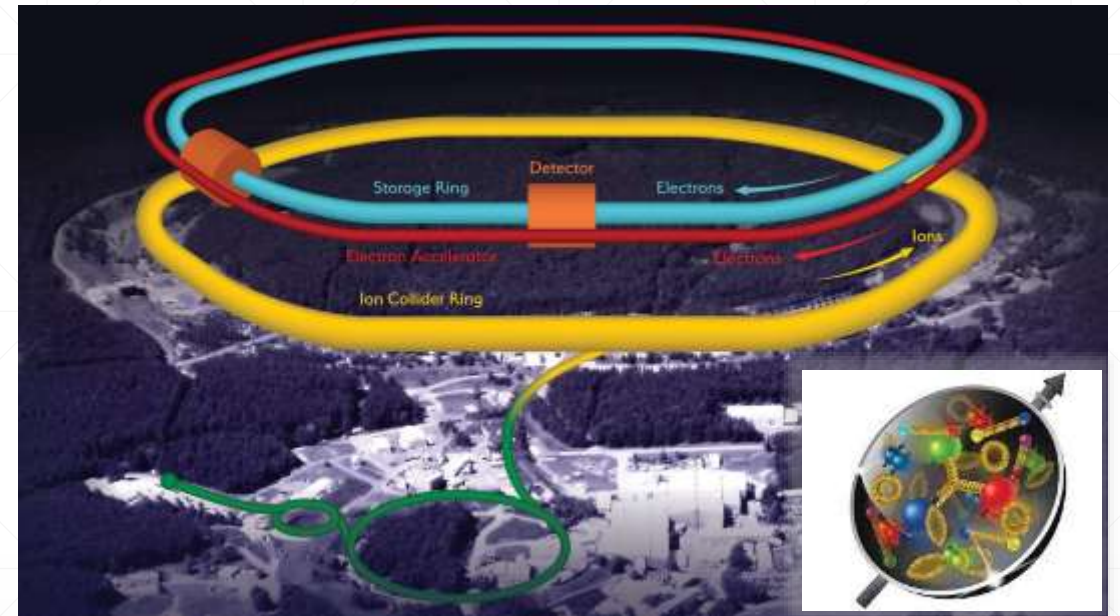 Detector
Storage Ring
Electrons
Ions
Electron Accelerator
Electrons
Ion Collider Ring